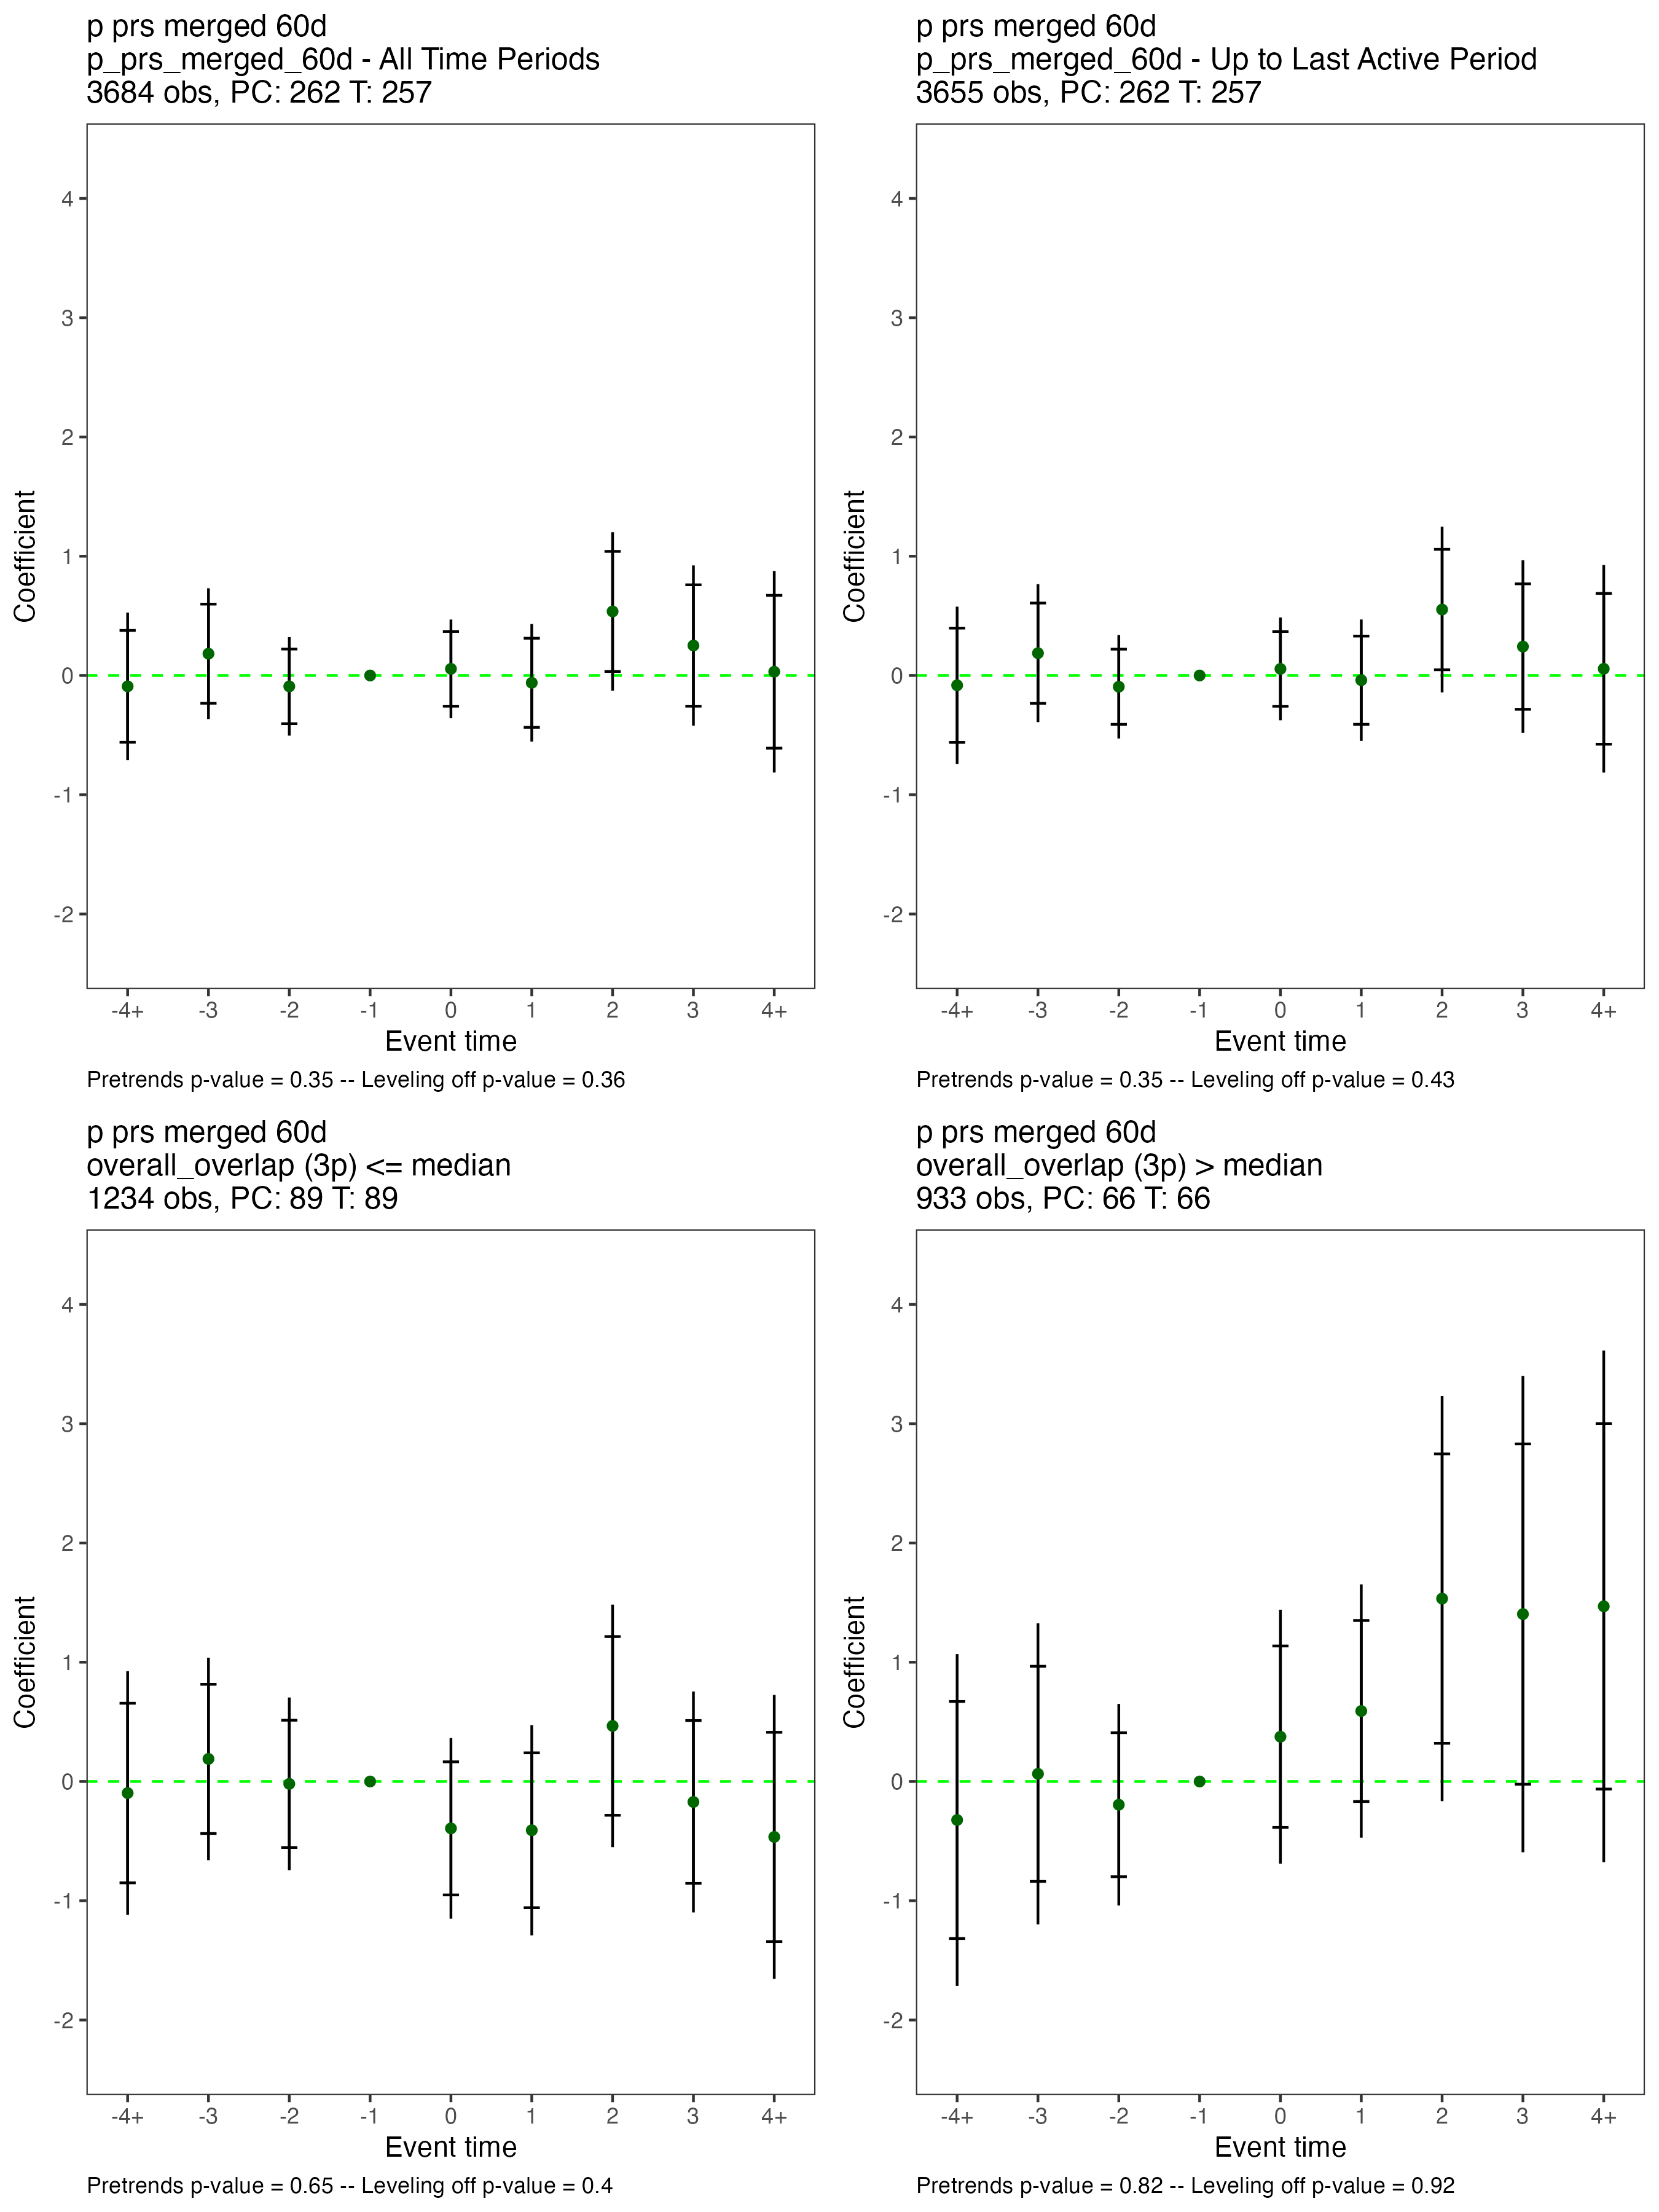 p prs merged 60d
p_prs_merged_60d - All Time Periods
3684 obs, PC: 262 T: 257
4
3
2
1
0
-1
-2
Coefficient
-4+ -3 -2 -1 0 1 2 3 4+
Event time
Pretrends p-value = 0.35 -- Leveling off p-value = 0.36
p prs merged 60d
p_prs_merged_60d - Up to Last Active Period
3655 obs, PC: 262 T: 257
4
3
2
1
0
-1
-2
Coefficient
-4+ -3 -2 -1 0 1 2 3 4+
Event time
Pretrends p-value = 0.35 -- Leveling off p-value = 0.43
p prs merged 60d
overall_overlap (3p) <= median
1234 obs, PC: 89 T: 89
4
3
2
1
0
-1
-2
Coefficient
-4+ -3 -2 -1 0 1 2 3 4+
Event time
Pretrends p-value = 0.65 -- Leveling off p-value = 0.4
p prs merged 60d
overall_overlap (3p) > median
933 obs, PC: 66 T: 66
4
3
2
1
0
-1
-2
Coefficient
-4+ -3 -2 -1 0 1 2 3 4+
Event time
Pretrends p-value = 0.82 -- Leveling off p-value = 0.92